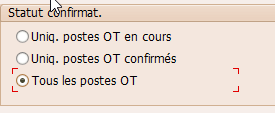 Statut confirmat.
Uniq. postes OT en cours
Uniq. postes OT confirmés
Tous les postes OT